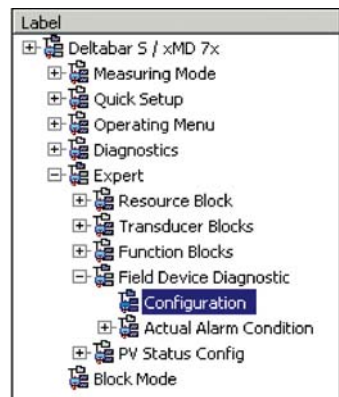 Label
Deltabar S / xMD 7x
Measuring Mode
Quick Setup
Operating Menu
Diagnostics
Expert
Resource Block
Transducer Blocks
Function Blocks
Field Device Diagnostic
Configuration
Actual Alarm Condition
PV Status Config
Block Mode